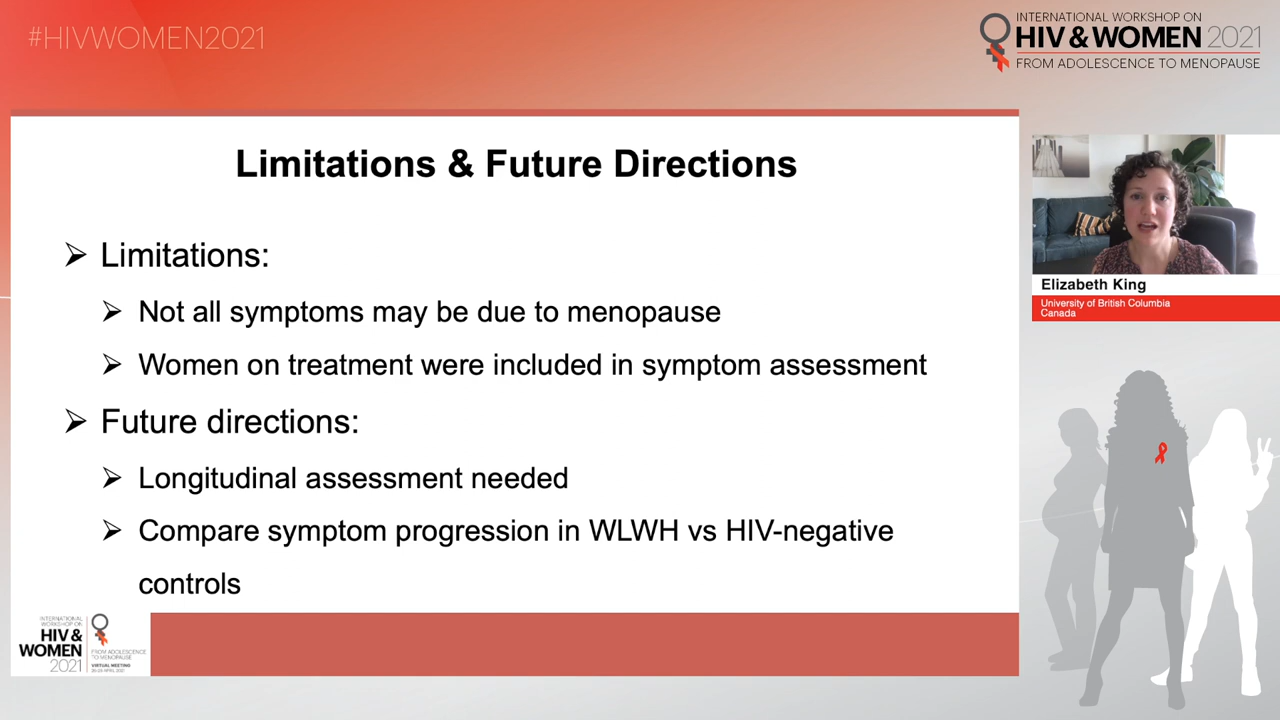 #HIVWOMEN2021
INTERNATIONAL WORKSHOP ON
HIV & WOMEN 2021
FROM ADOLESCENCE TO MENOPAUSE
Limitations & Future Directions
Limitations:
Not all symptoms may be due to menopause
Women on treatment were included in symptom assessment
Future directions:
Longitudinal assessment needed
Compare symptom progression in WLWH vs HIV-negative
controls
Elizabeth King
University of British Columbia
Canada
INTERNATIONAL
WORKSHOP ON
HIV &
WOMEN
2021
FROM ADOLESCENCE
TO MENOPAUSE
VIRTUAL MEETING